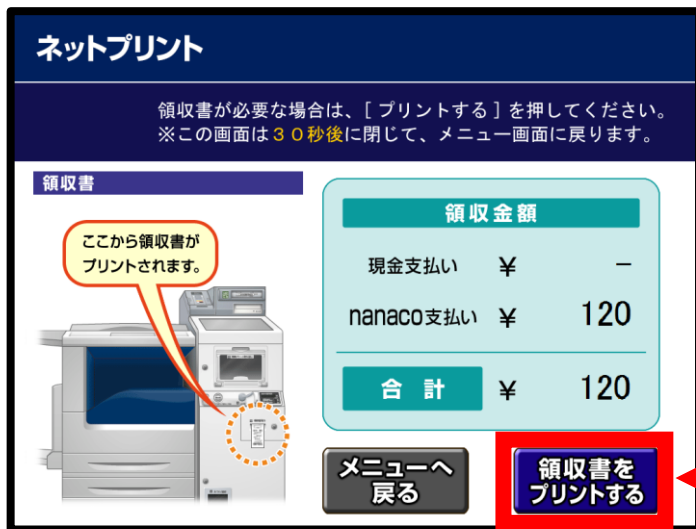 ネットプリント
領収書が必要な場合は、[プリントする]を押してください。
※この画面は３０秒後に閉じて、メニュー画面に戻ります。
領収書
ここから領収書が
プリントされます。
領収金額
現金支払い ¥ －
nanaco支払い ¥ 120
合計 ¥ 120
メニューへ
戻る
領収書を
プリントする